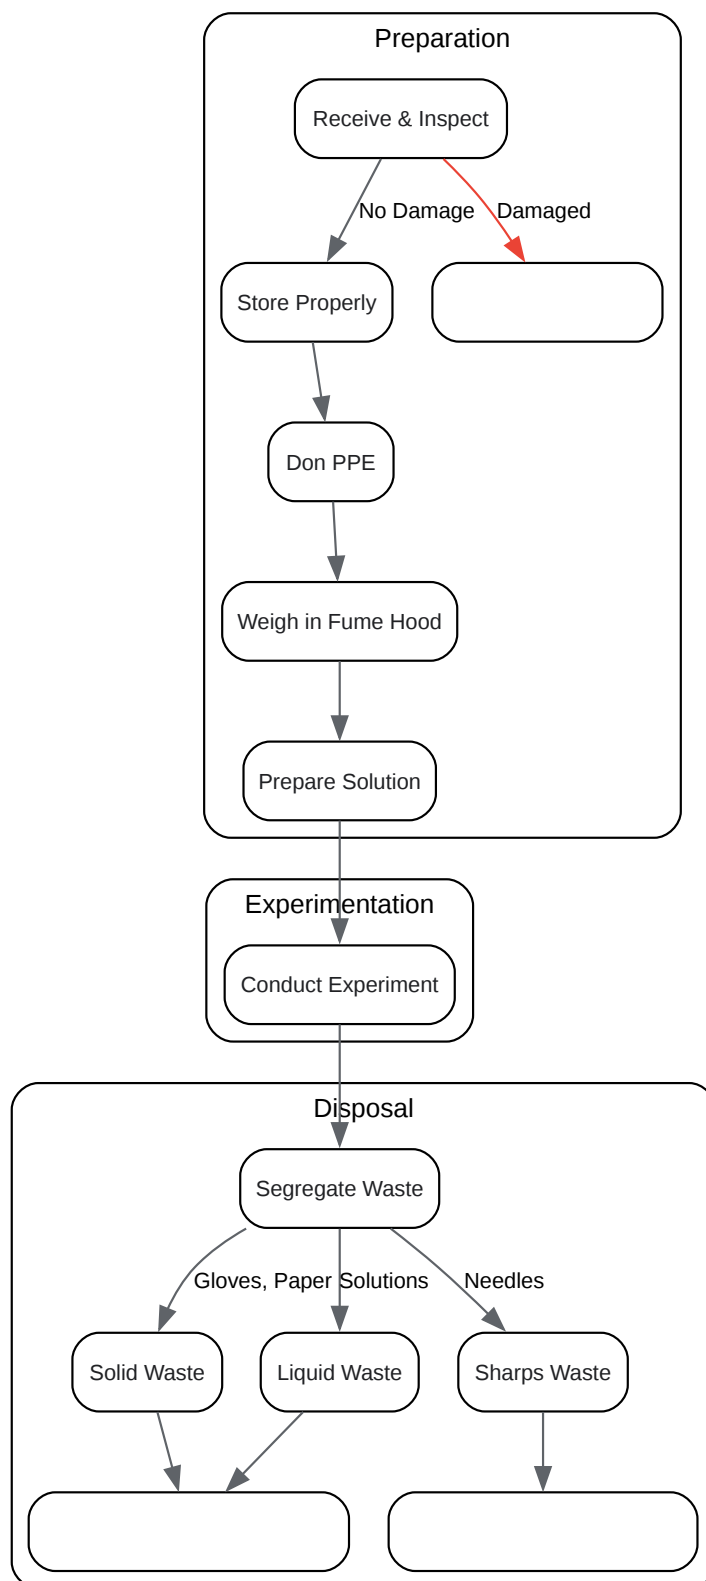 Preparation
Receive & Inspect
No Damage
Damaged
Store Properly
Don PPE
Weigh in Fume Hood
Prepare Solution
Experimentation
Conduct Experiment
Disposal
Segregate Waste
Gloves, Paper
Solutions
Needles
Solid Waste
Liquid Waste
Sharps Waste